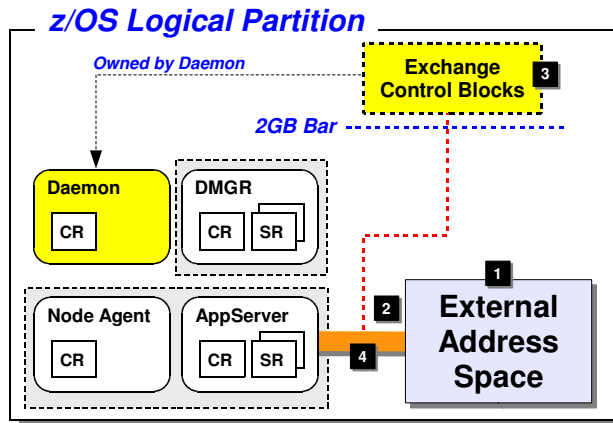 z/OS Logical Partition
Owned by Daemon
Exchange
Control Blocks
3
2GB Bar
Daemon
CR
DMGR
CR
SR
1
External
Address
Space
2
Node Agent
CR
AppServer
CR
SR
4